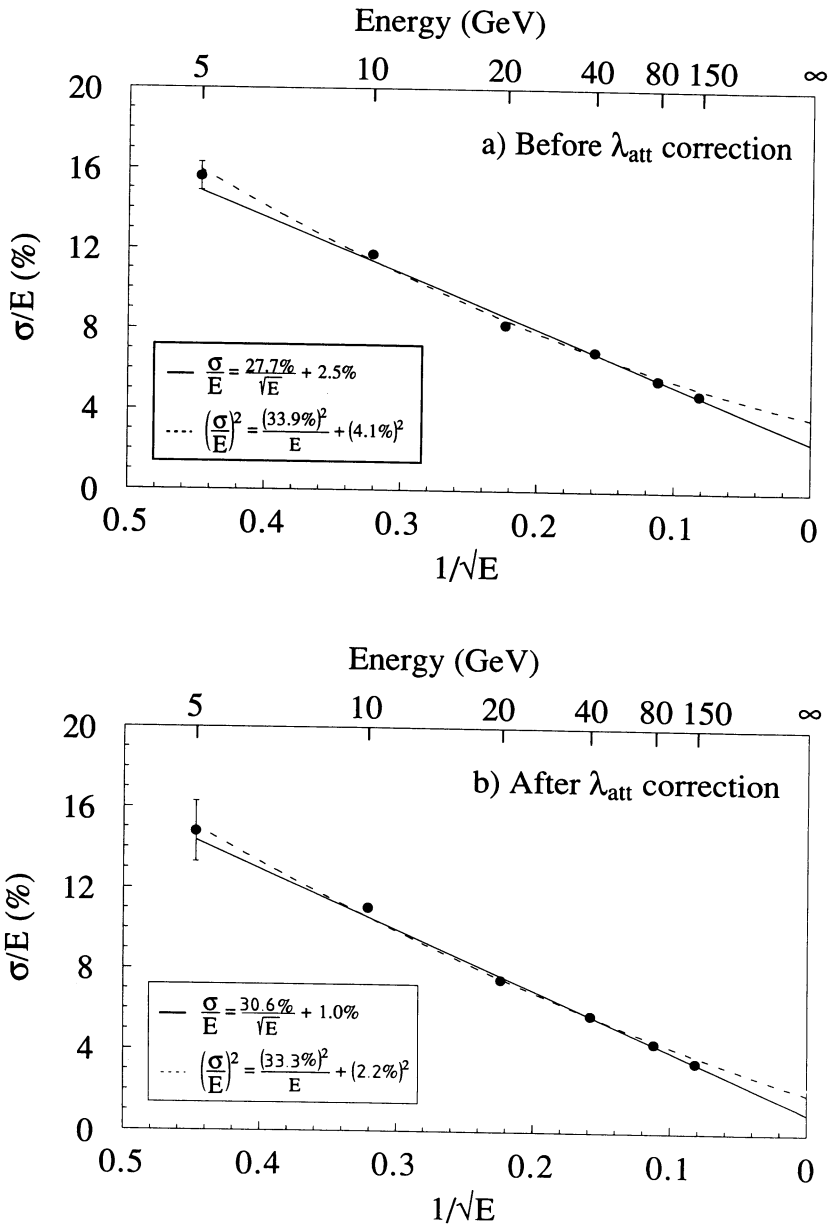 Energy (GeV)
5 10 20 40 80 150 ∞
20
16
12
8
4
0
σ/E (%)
a) Before λatt correction
σ/E = 27.7%/√E + 2.5%
(σ/E)² = (33.9%)²/E + (4.1%)²
0.5 0.4 0.3 0.2 0.1 0
1/√E
Energy (GeV)
5 10 20 40 80 150 ∞
20
16
12
8
4
0
σ/E (%)
b) After λatt correction
σ/E = 30.6%/√E + 1.0%
(σ/E)² = (33.3%)²/E + (2.2%)²
0.5 0.4 0.3 0.2 0.1 0
1/√E